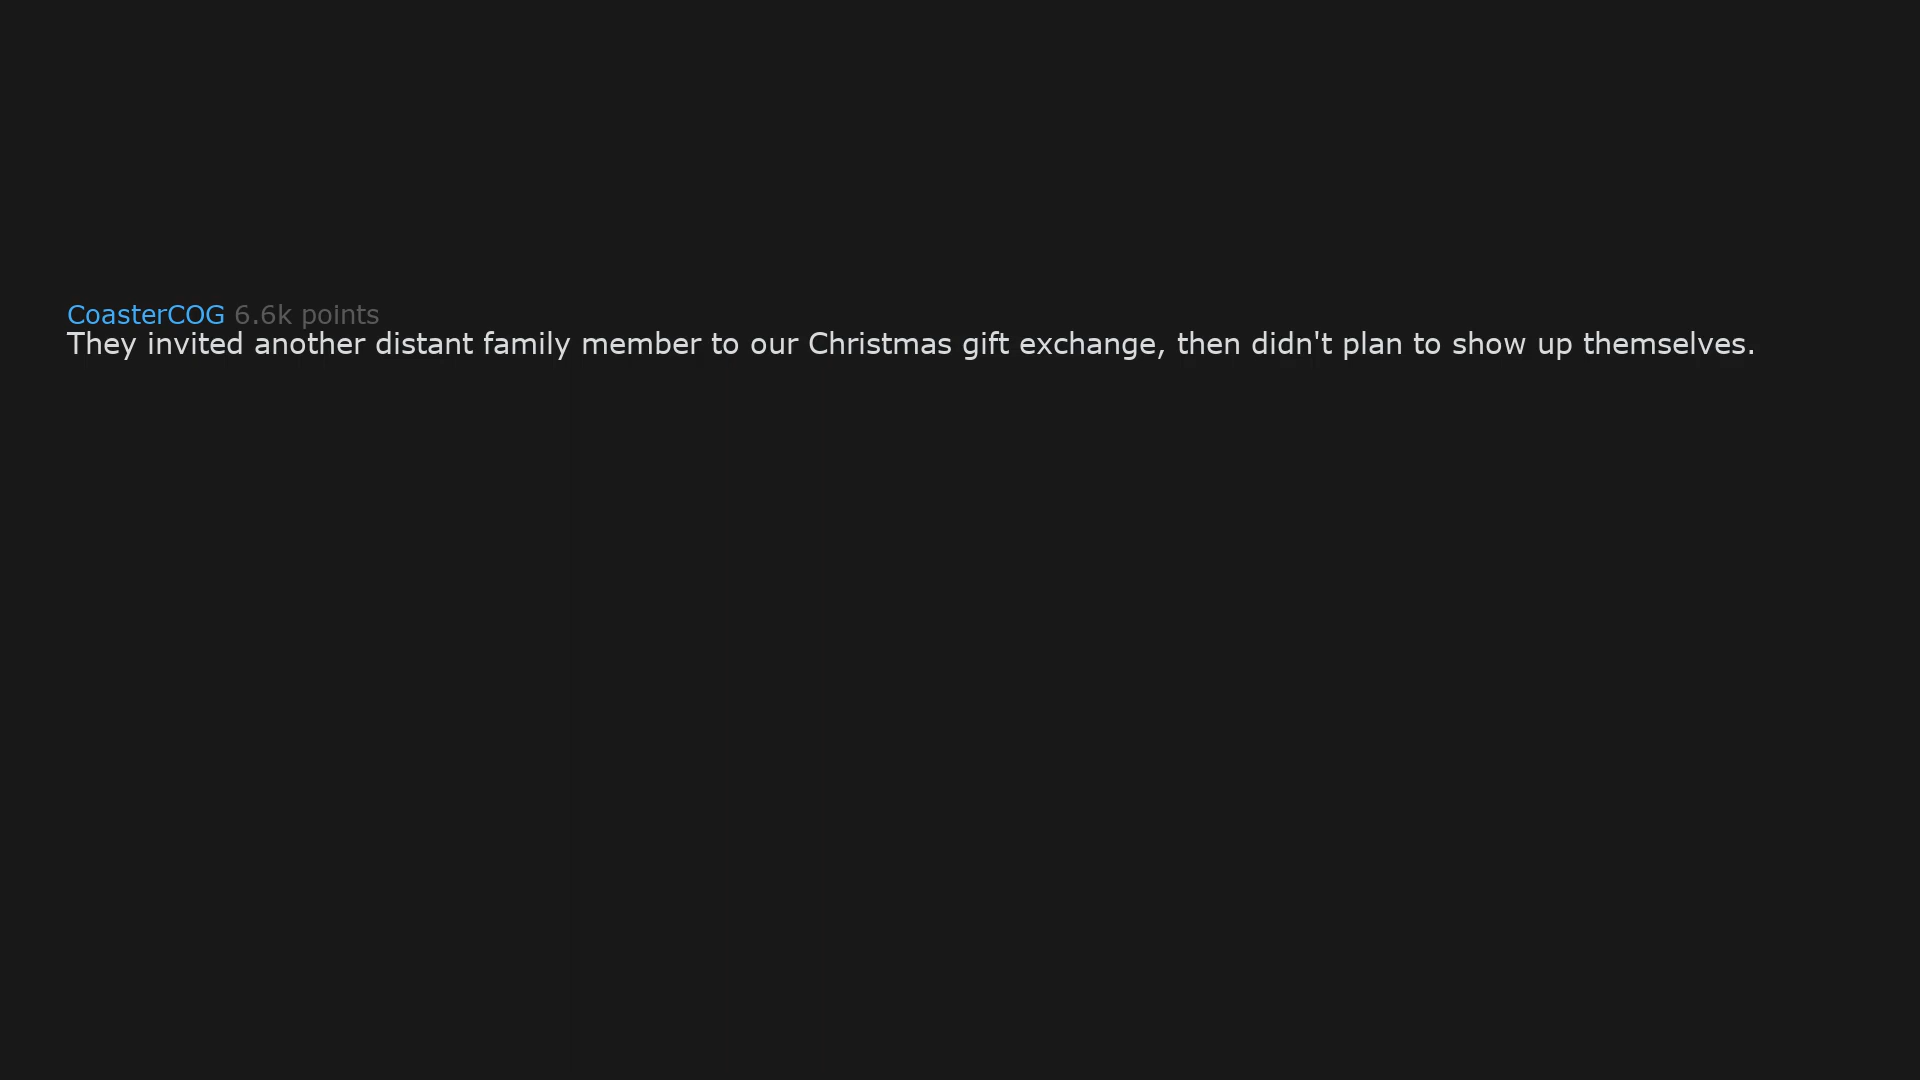 CoasterCOG 6.6k points
They invited another distant family member to our Christmas gift exchange, then didn't plan to show up themselves.